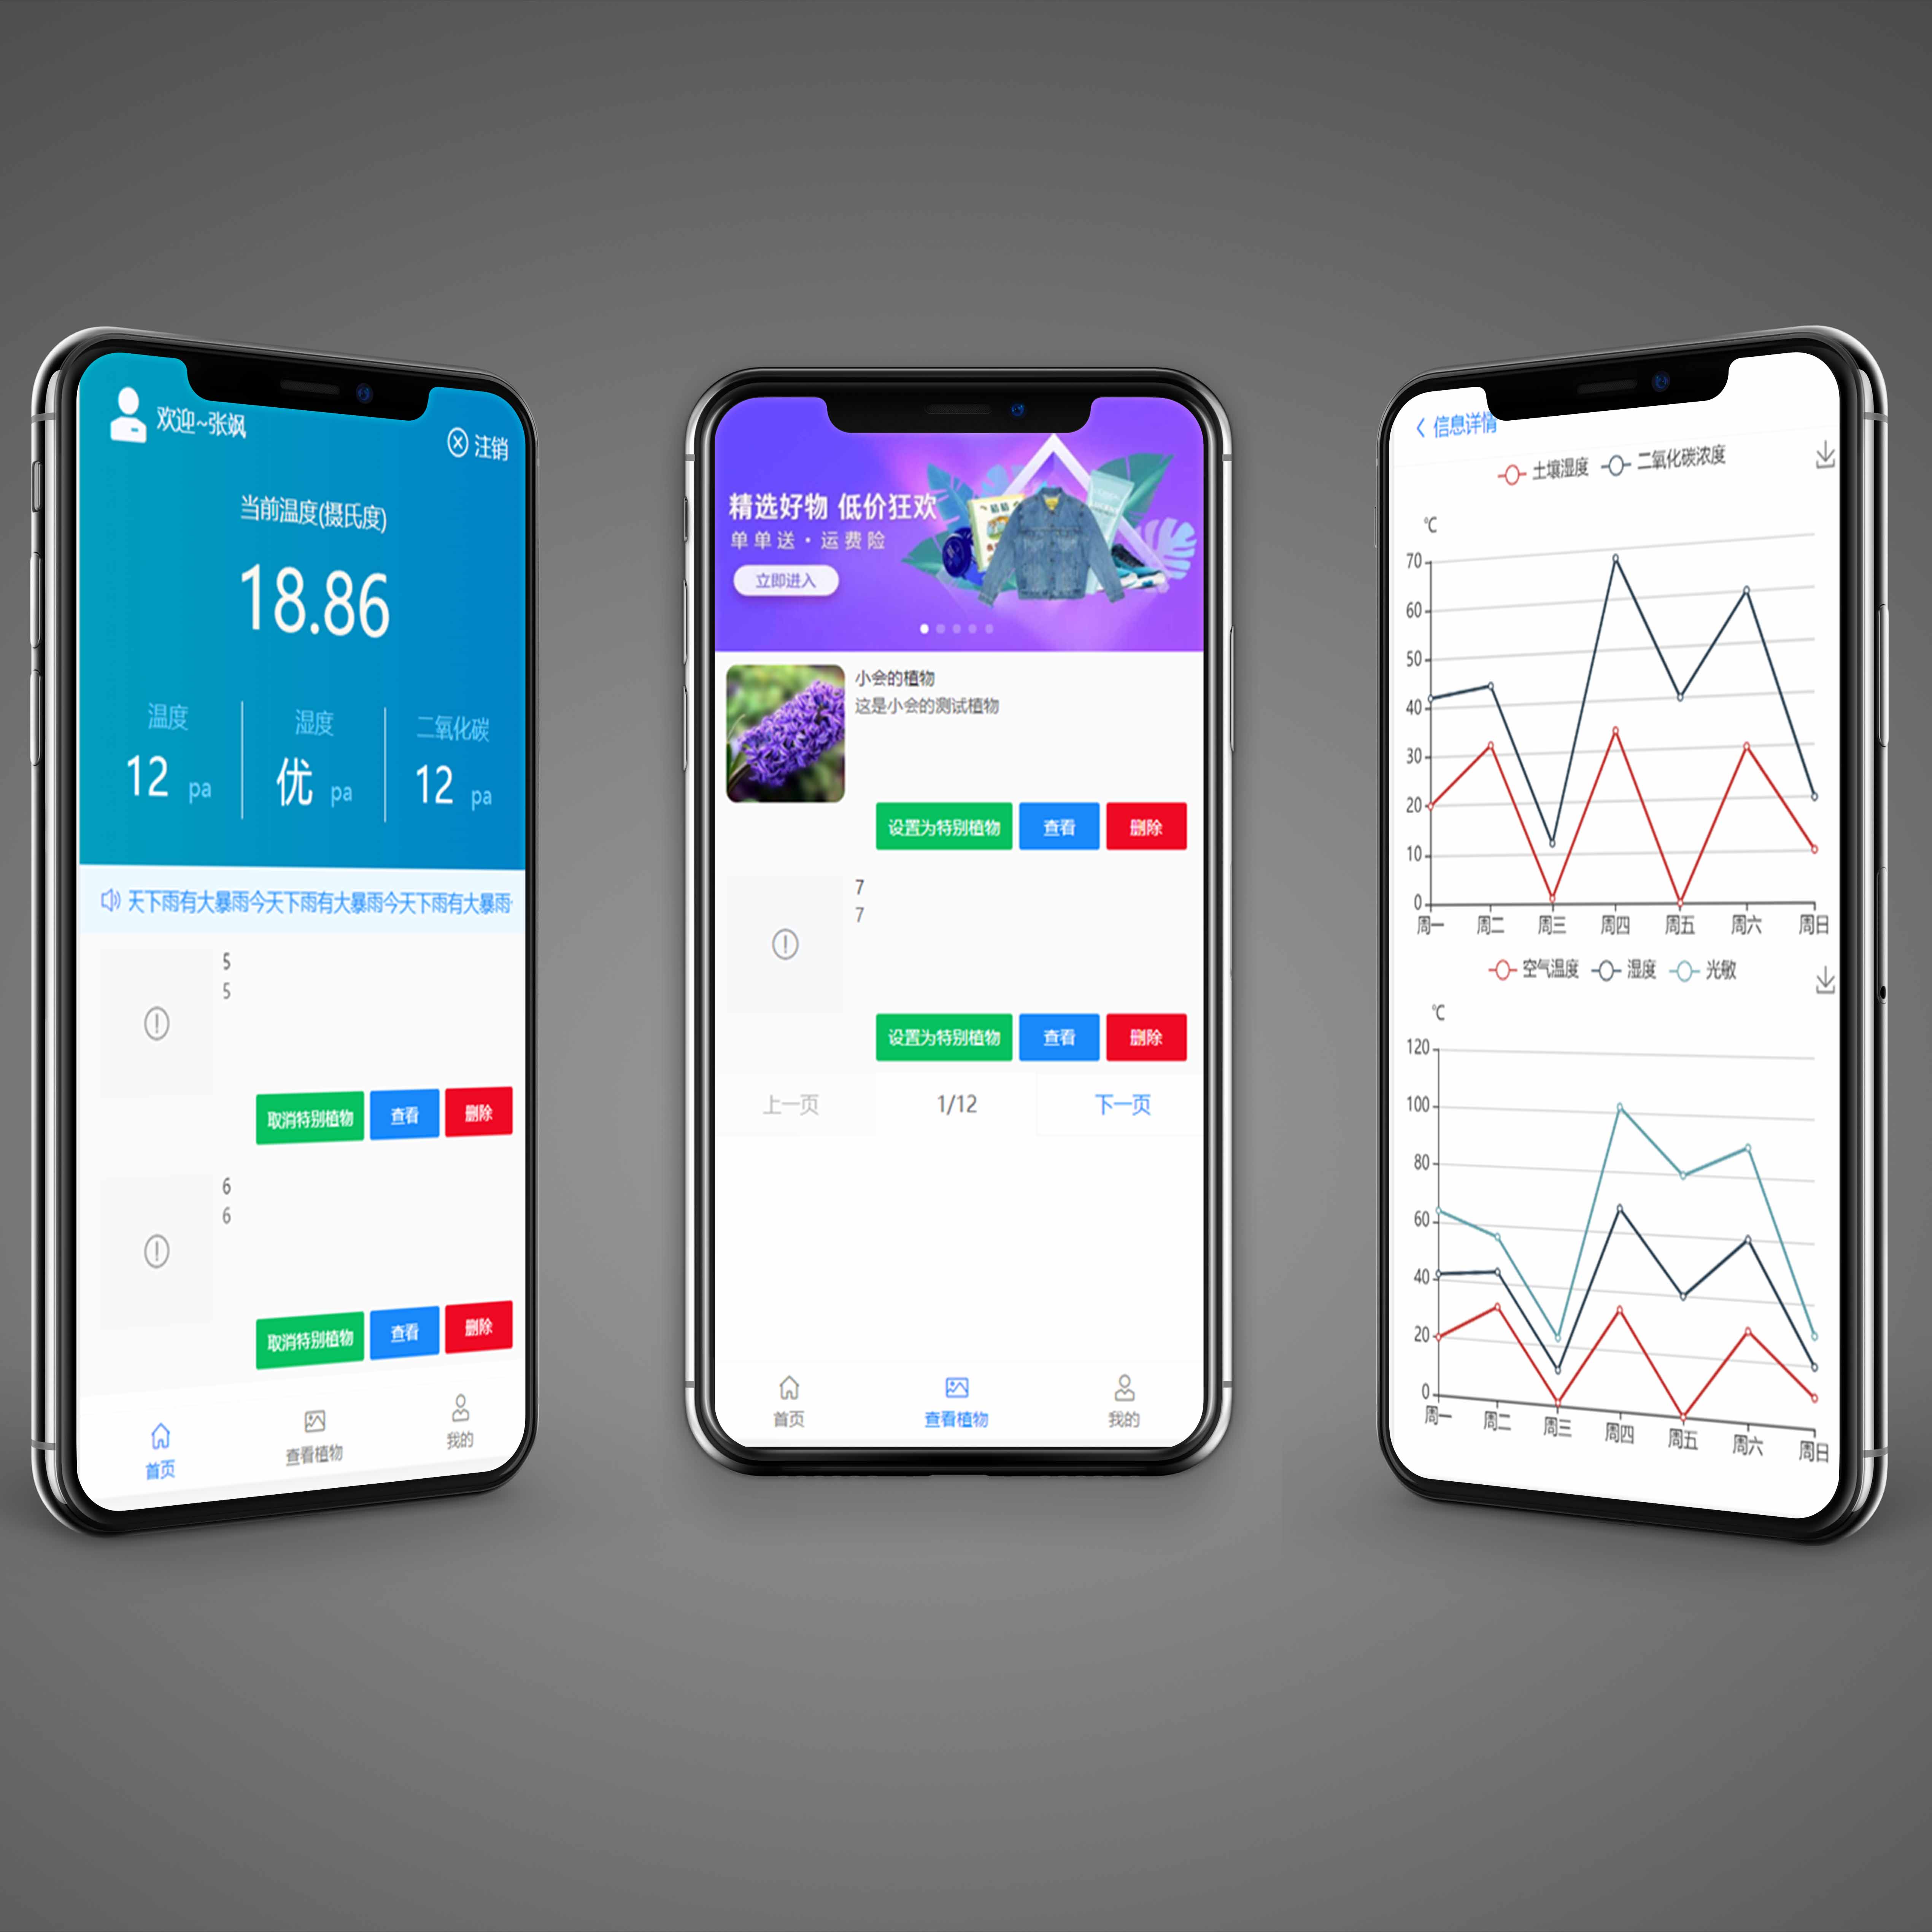 欢迎~张飒
注销
当前温度(摄氏度)
18.86
温度 湿度 二氧化碳
12 pa 优 pa 12 pa
天下雨有大暴雨今天下雨有大暴雨今天下雨有大暴雨
5
5
取消特别植物 查看 删除
6
6
取消特别植物 查看 删除
首页 查看植物 我的
精选好物 低价狂欢
单单送·运费险
立即进入
小会的植物
这是小会的测试植物
设置为特别植物 查看 删除
7
7
设置为特别植物 查看 删除
上一页 1/12 下一页
首页 查看植物 我的
信息详情
土壤湿度 二氧化碳浓度
℃
70
60
50
40
30
20
10
0
周一 周二 周三 周四 周五 周六 周日
空气温度 湿度 光敏
℃
120
100
80
60
40
20
0
周一 周二 周三 周四 周五 周六 周日